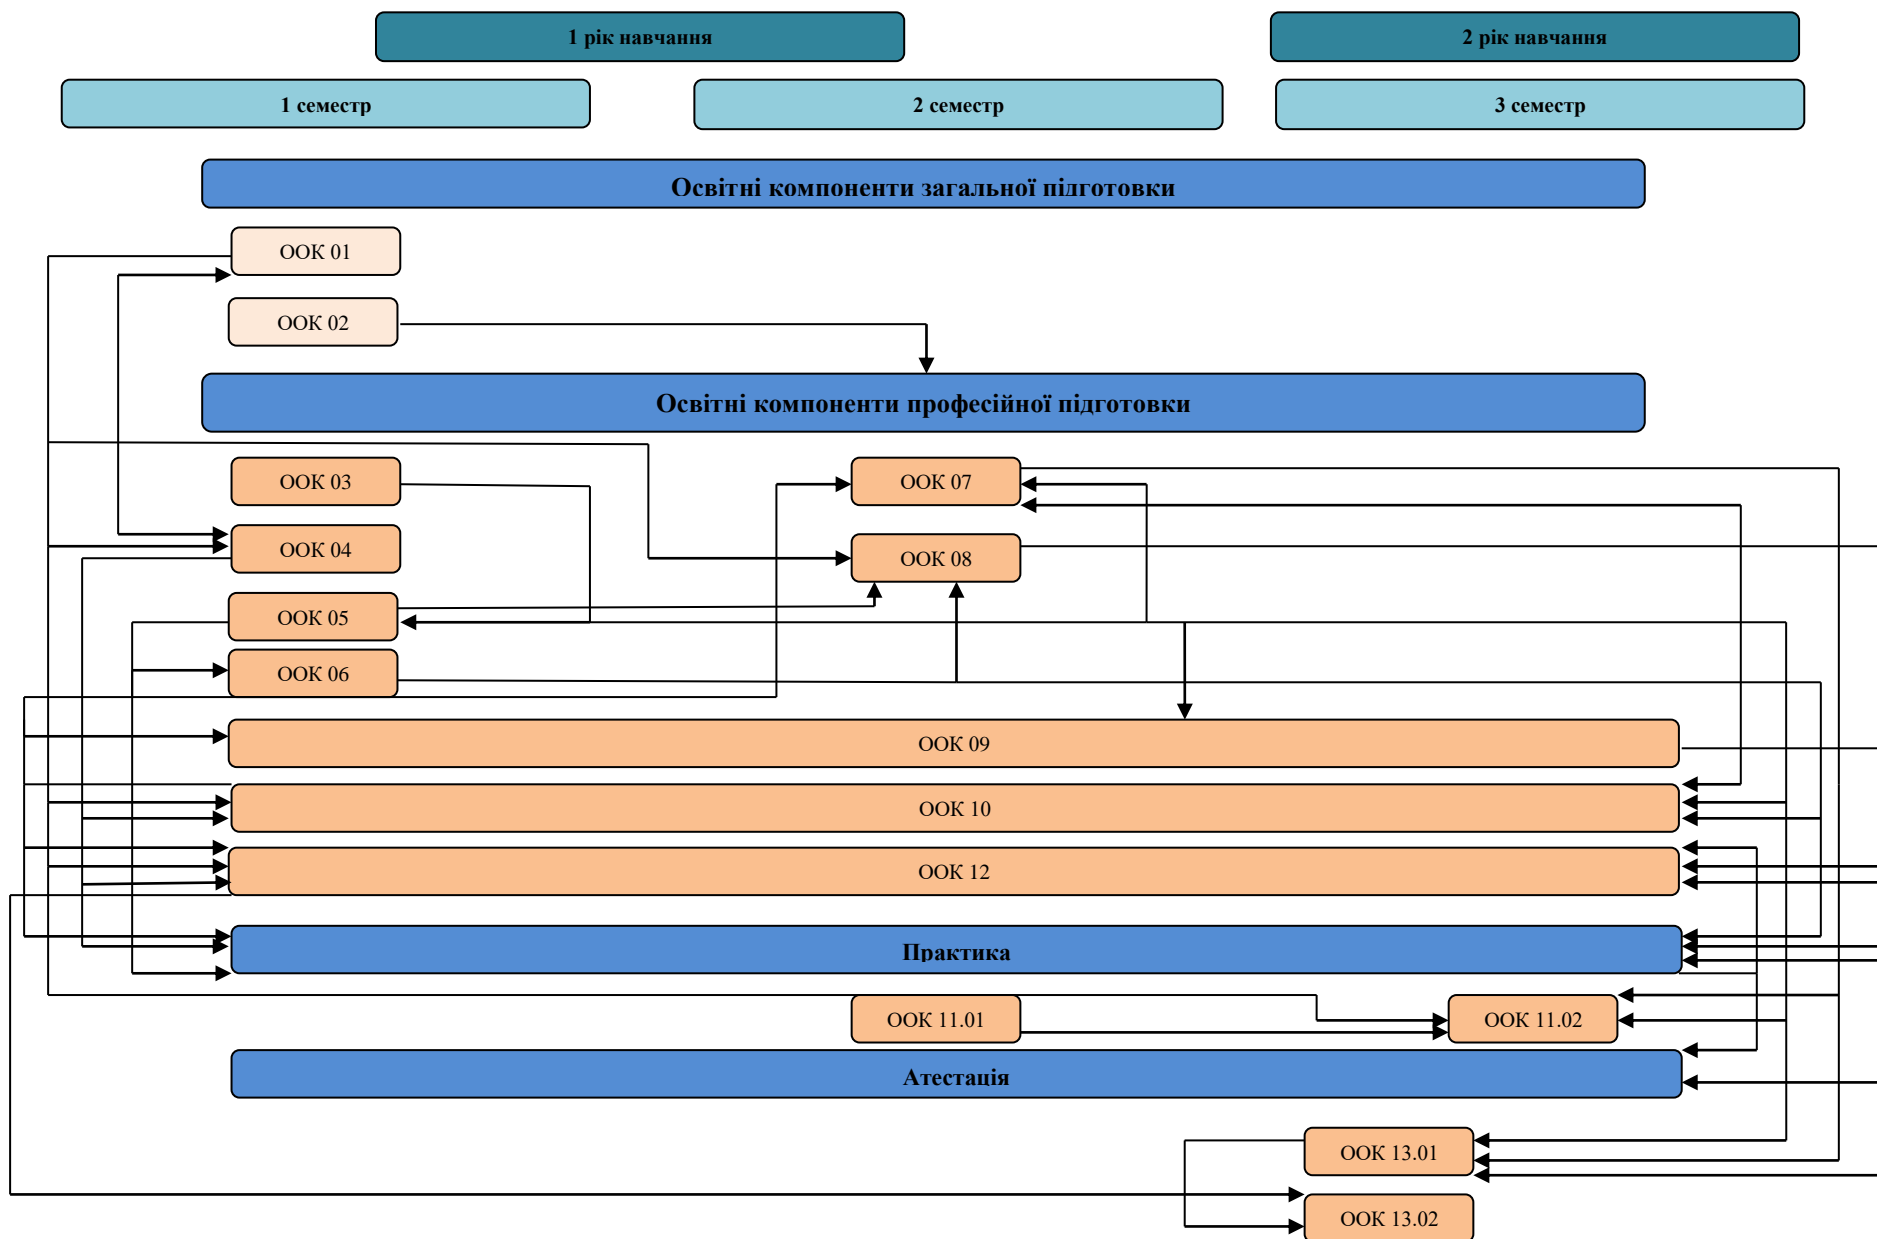 1 рік навчання
2 рік навчання
1 семестр
2 семестр
3 семестр
Освітні компоненти загальної підготовки
ООК 01
ООК 02
Освітні компоненти професійної підготовки
ООК 03
ООК 07
ООК 04
ООК 08
ООК 05
ООК 06
ООК 09
ООК 10
ООК 12
Практика
ООК 11.01
ООК 11.02
Атестація
ООК 13.01
ООК 13.02